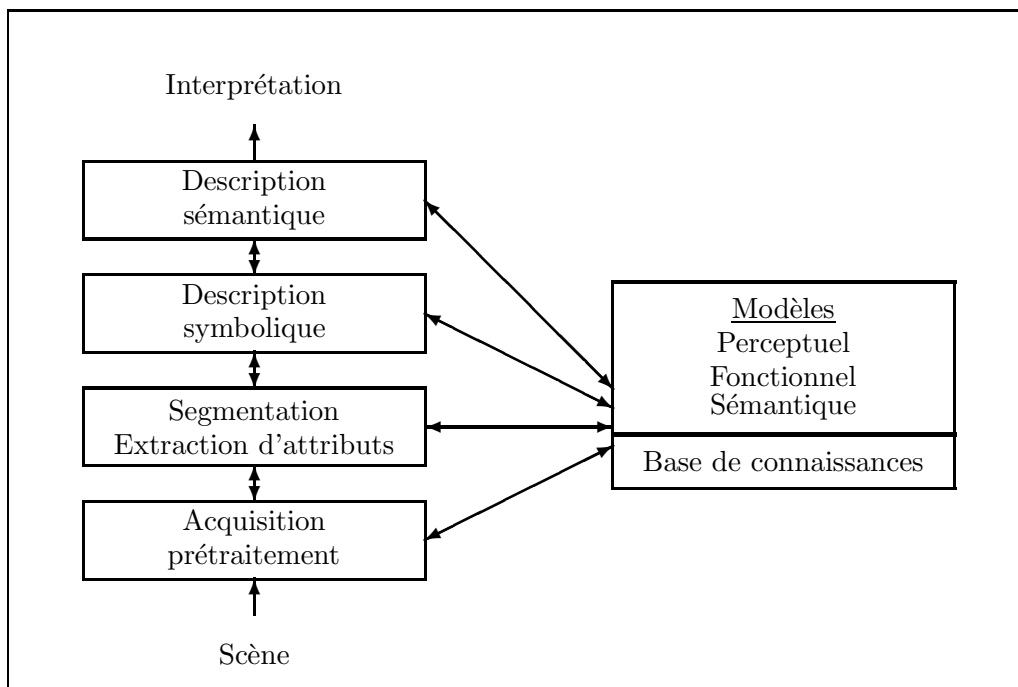 Interprétation
Description
sémantique
Description
symbolique
Segmentation
Extraction d'attributs
Acquisition
prétraitement
Scène
Modèles
Perceptuel
Fonctionnel
Sémantique
Base de connaissances